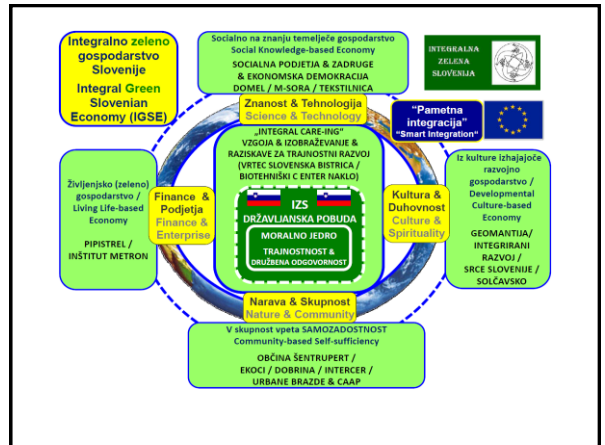 Integralno zeleno
gospodarstvo
Slovenije
Integral Green
Slovenian
Economy (IGSE)
Socialno na znanju temelječe gospodarstvo
Social Knowledge-based Economy
SOCIALNA PODJETJA & ZADRUGE
& EKONOMSKA DEMOKRACIJA
DOMEL / M-SORA / TEKSTILNICA
INTEGRALNA
ZELENA
SLOVENIJA
Znanost & Tehnologija
Science & Technology
"Pametna
integracija"
"Smart Integration"
„INTEGRAL CARE-ING"
VZGOJA & IZOBRAŽEVANJE &
RAZISKAVE ZA TRAJNOSTNI RAZVOJ
(VRTEC SLOVENSKA BISTRICA /
BIOTEHNIŠKI C ENTER NAKLO)
Življenjsko (zeleno)
gospodarstvo /
Living Life-based
Economy
PIPISTREL /
INŠTITUT METRON
Finance &
Podjetja
Finance &
Enterprise
IZS
DRŽAVLJANSKA POBUDA
MORALNO JEDRO
TRAJNOSTNOST &
DRUŽBENA ODGOVORNOST
Kultura &
Duhovnost
Culture &
Spirituality
Iz kulture izhajajoče
razvojno
gospodarstvo /
Developmental
Culture-based
Economy
GEOMANTIJA/
INTEGRIRANI
RAZVOJ /
SRCE SLOVENIJE /
SOLČAVSKO
Narava & Skupnost
Nature & Community
V skupnost vpeta SAMOZADOSTNOST
Community-based Self-sufficiency
OBČINA ŠENTRUPERT /
EKOCI / DOBRINA / INTERCER /
URBANE BRAZDE & CAAP